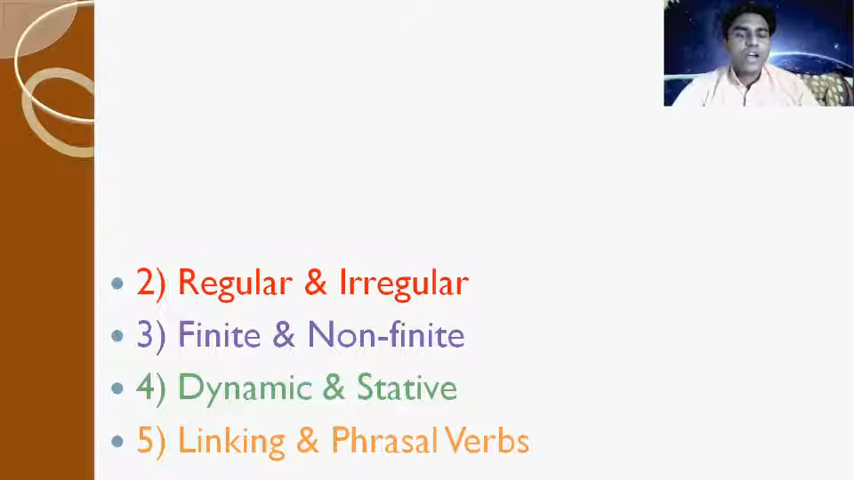 2) Regular & Irregular
3) Finite & Non-finite
4) Dynamic & Stative
5) Linking & Phrasal Verbs